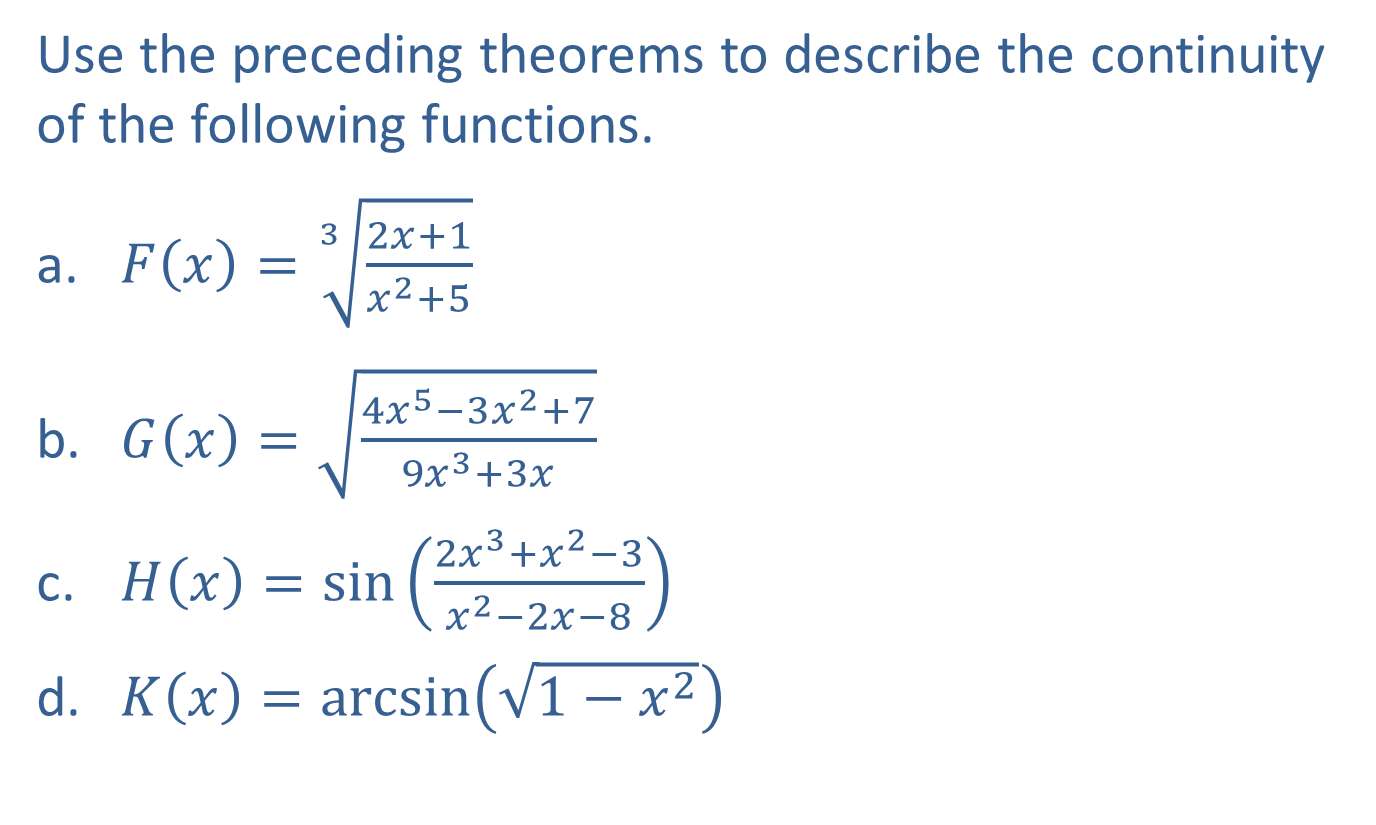 Use the preceding theorems to describe the continuity
of the following functions.
a. F(x) = ∛((2x+1)/(x²+5))
b. G(x) = √((4x⁵−3x²+7)/(9x³+3x))
c. H(x) = sin((2x³+x²−3)/(x²−2x−8))
d. K(x) = arcsin(√(1 − x²))